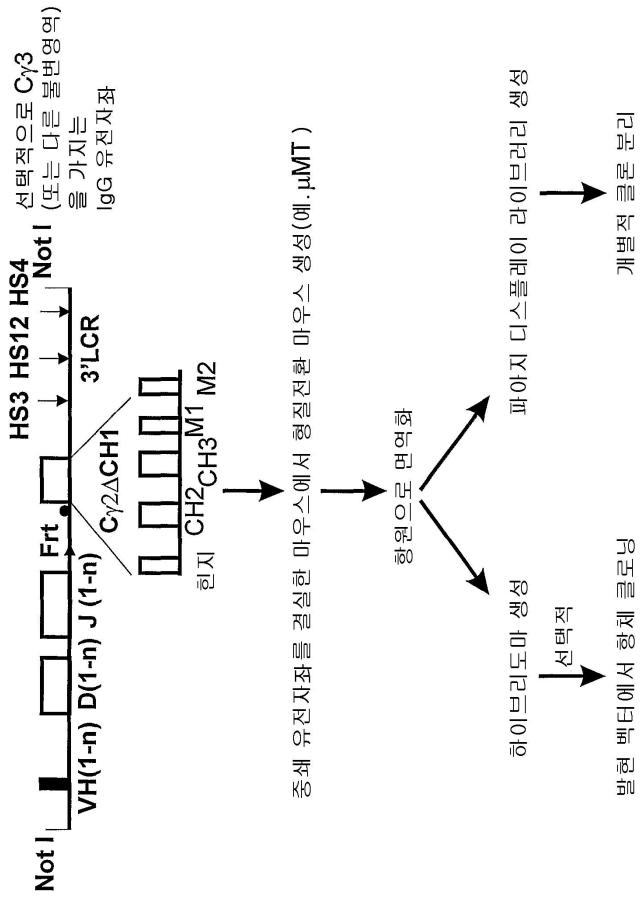 HS3 HS12 HS4
Not I
Not I
선택적으로 Cγ3
(또는 다른 불변영역)
을 가지는
IgG 유전자좌
Frt
VH(1-n) D(1-n) J (1-n)
3'LCR
Cγ2ΔCH1
힌지
CH2
CH3
M1
M2
중쇄 유전자좌를 결실한 마우스에서 형질전환 마우스 생성(예. μMT )
항원으로 면역화
하이브리도마 생성
파아지 디스플레이 라이브러리 생성
선택적
발현 벡터에서 항체 클로닝
개별적 클론 분리